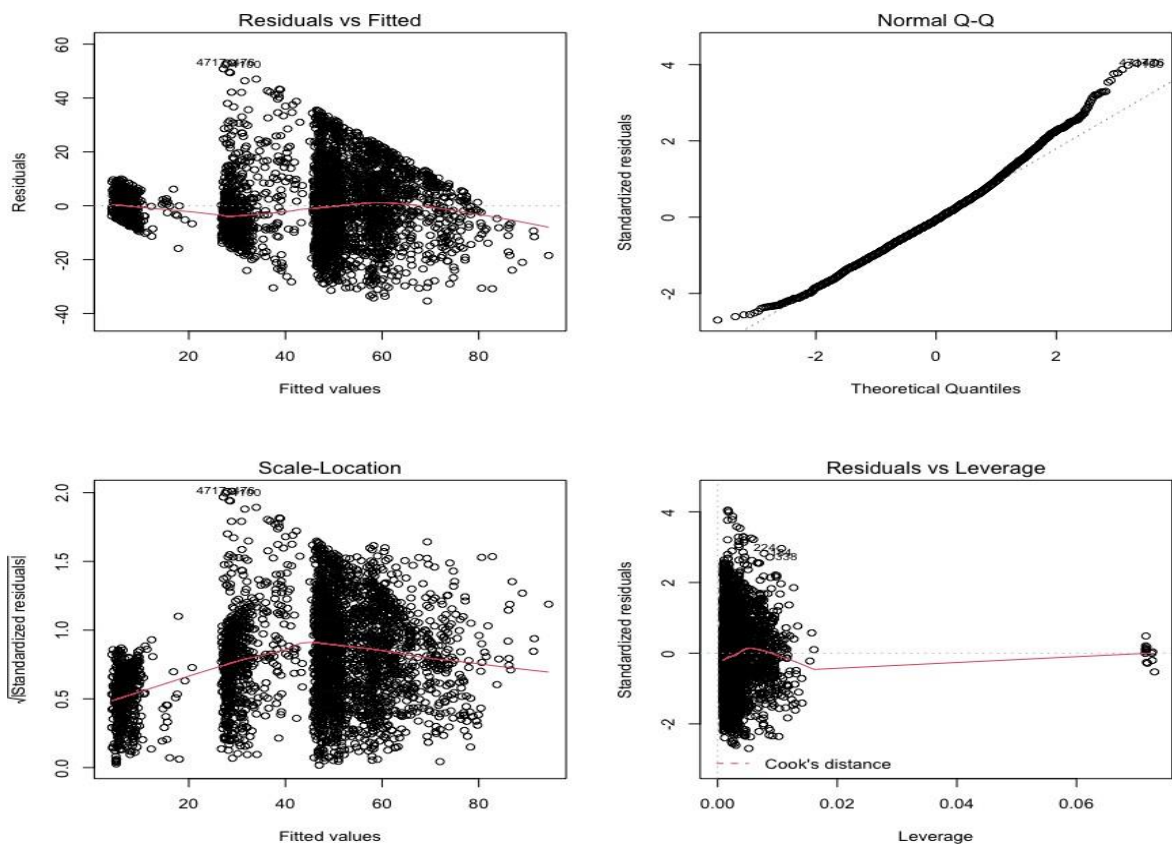 Residuals vs Fitted
Residuals
60
40
20
0
-20
-40
20
40
60
80
Fitted values
Normal Q-Q
Standardized residuals
4
2
0
-2
-2
0
2
Theoretical Quantiles
Scale-Location
√|Standardized residuals|
2.0
1.5
1.0
0.5
0.0
20
40
60
80
Fitted values
Residuals vs Leverage
Standardized residuals
4
2
0
-2
224
338
Cook's distance
0.00
0.02
0.04
0.06
Leverage